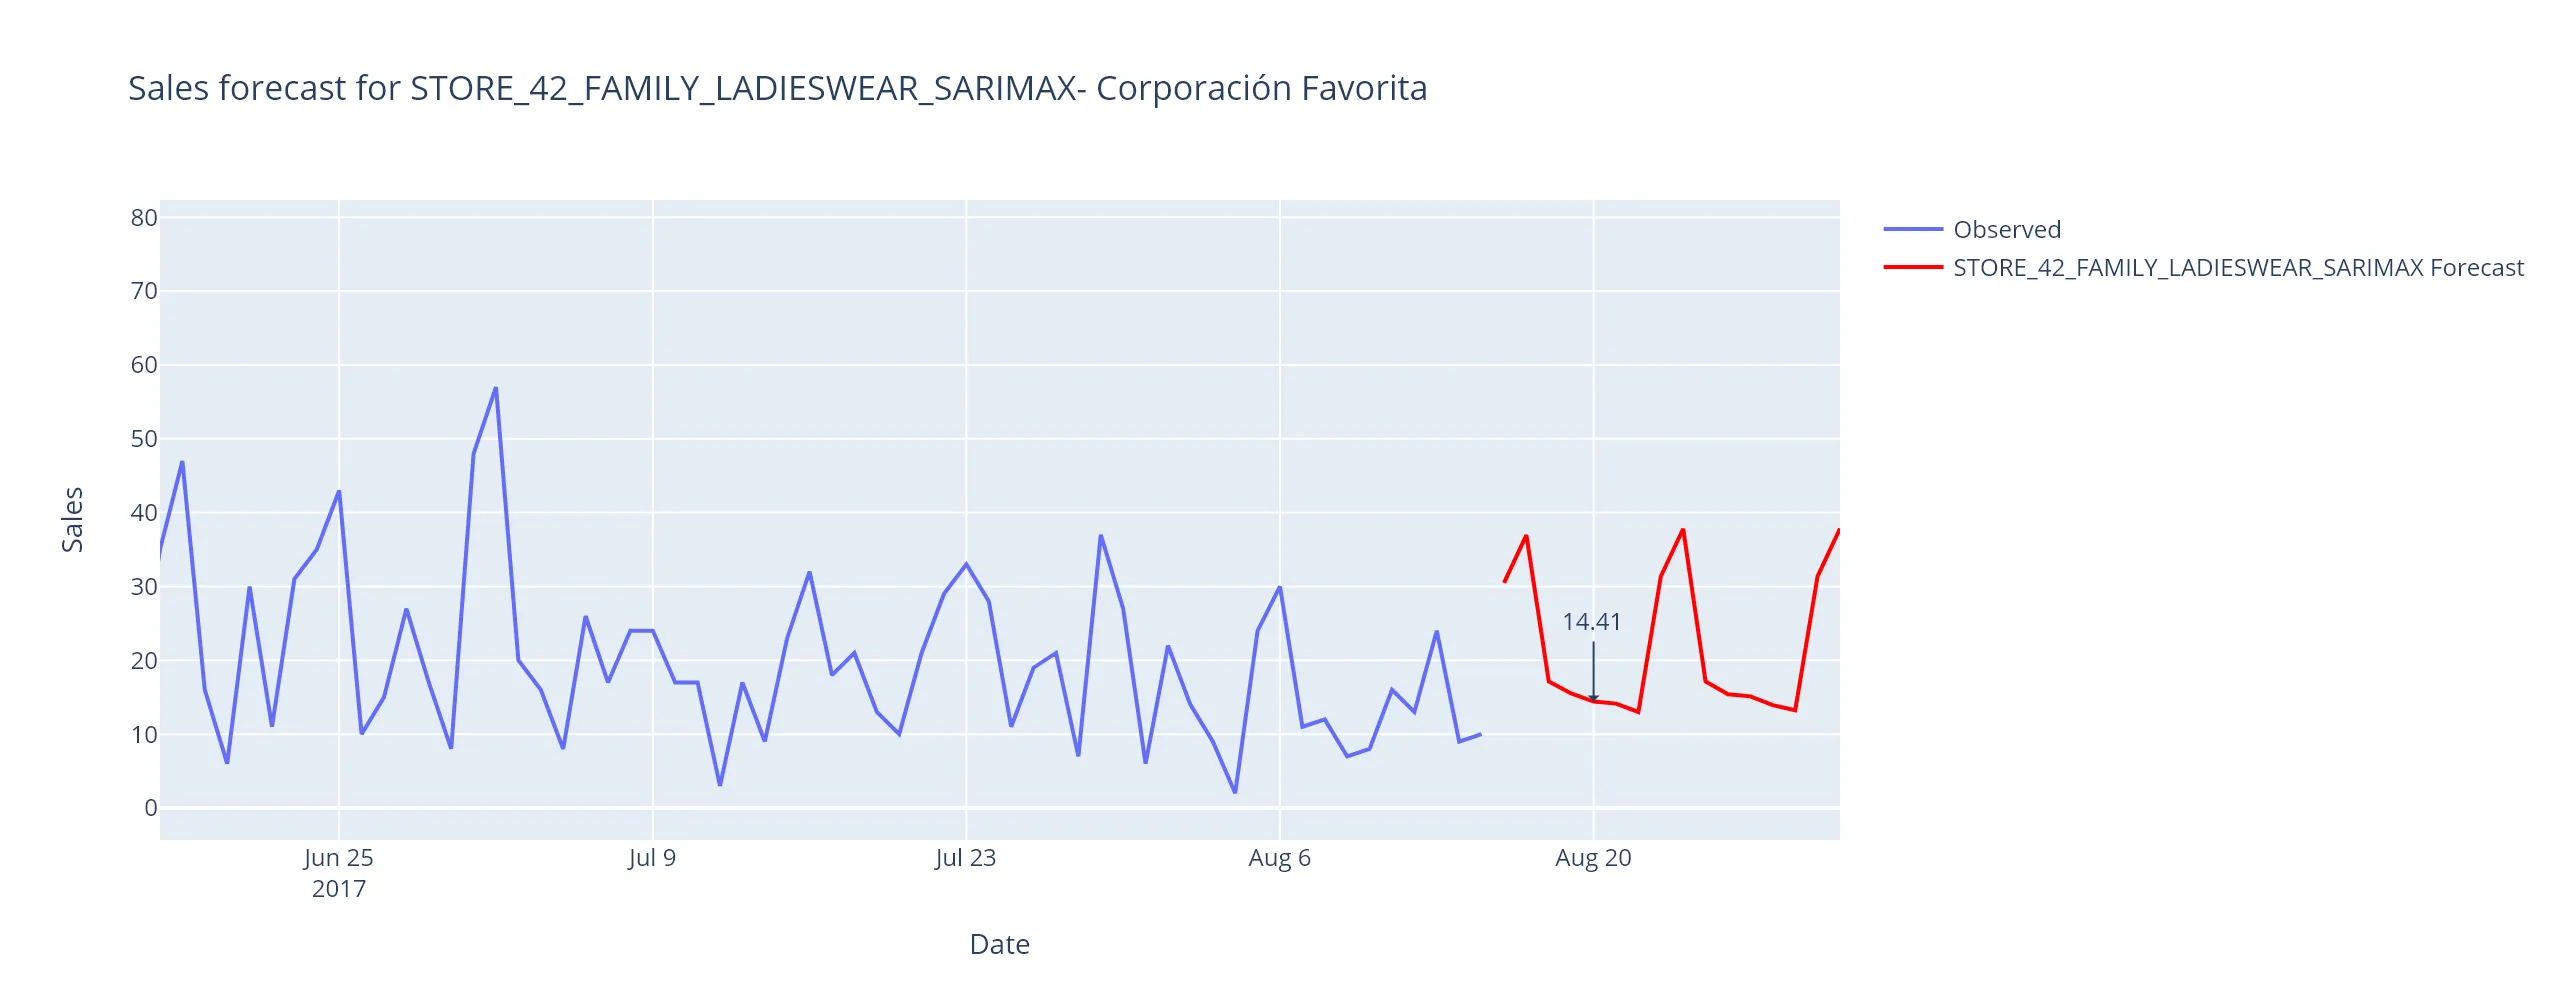 Sales forecast for STORE_42_FAMILY_LADIESWEAR_SARIMAX- Corporación Favorita
Observed
STORE_42_FAMILY_LADIESWEAR_SARIMAX Forecast
80
70
60
50
40
30
20
10
0
Sales
14.41
Jun 25
2017
Jul 9
Jul 23
Aug 6
Aug 20
Date